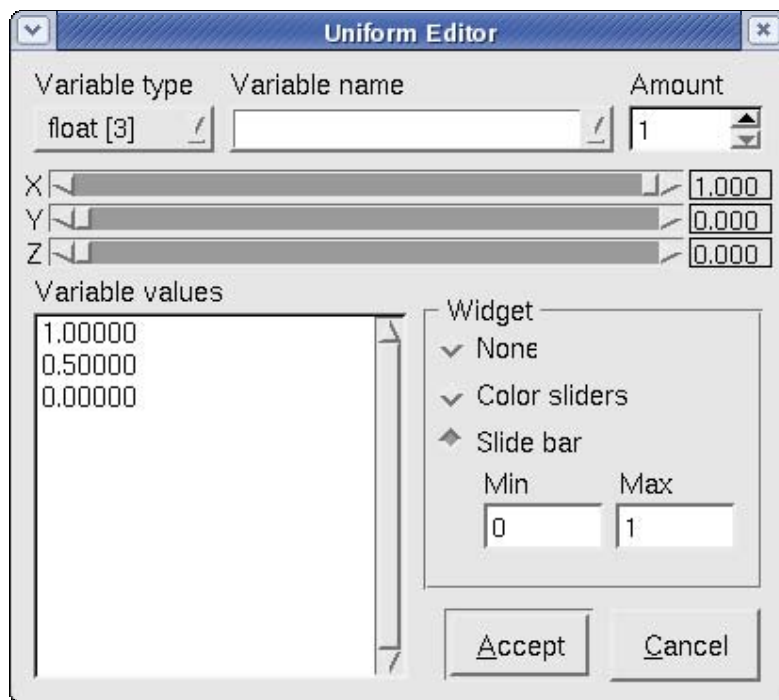 Uniform Editor
Variable type Variable name Amount
float [3] 1
X 1.000
Y 0.000
Z 0.000
Variable values
1.00000
0.50000
0.00000
Widget
None
Color sliders
Slide bar
Min Max
0 1
Accept Cancel